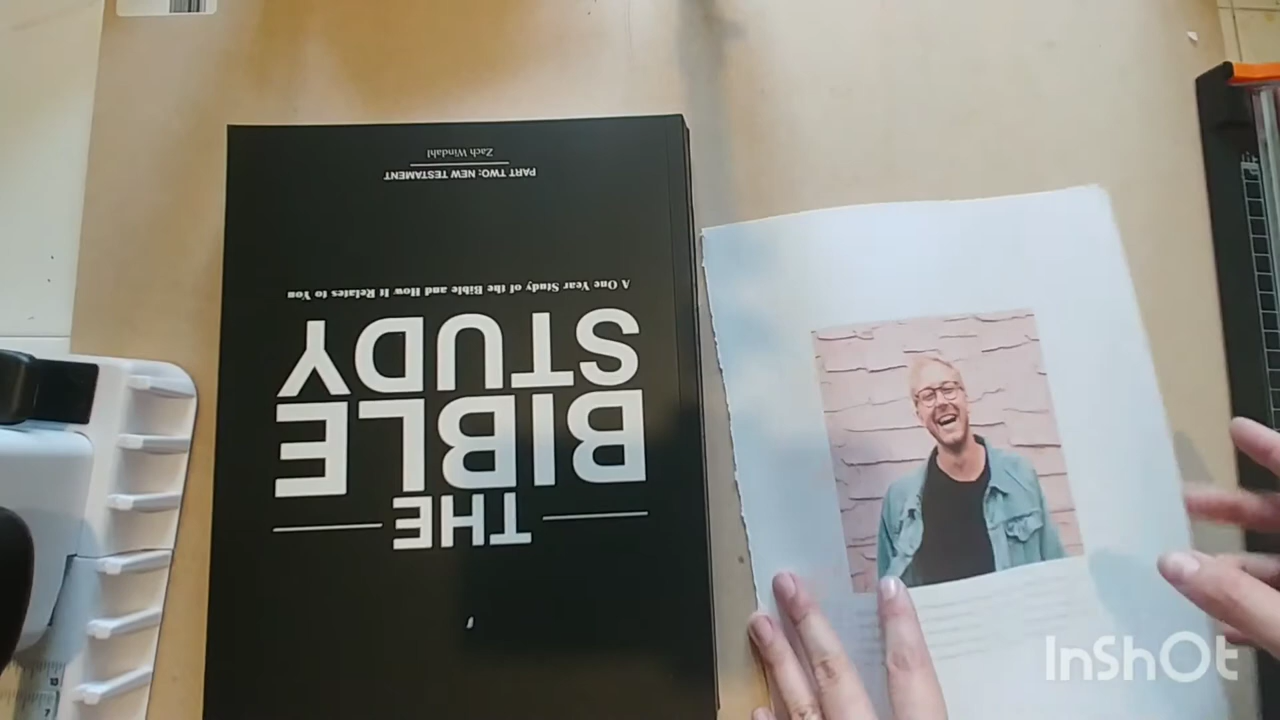 THE
BIBLE
STUDY
A One Year Study of the Bible and How It Relates to You
PART TWO: NEW TESTAMENT
Zach Windahl
InShOt